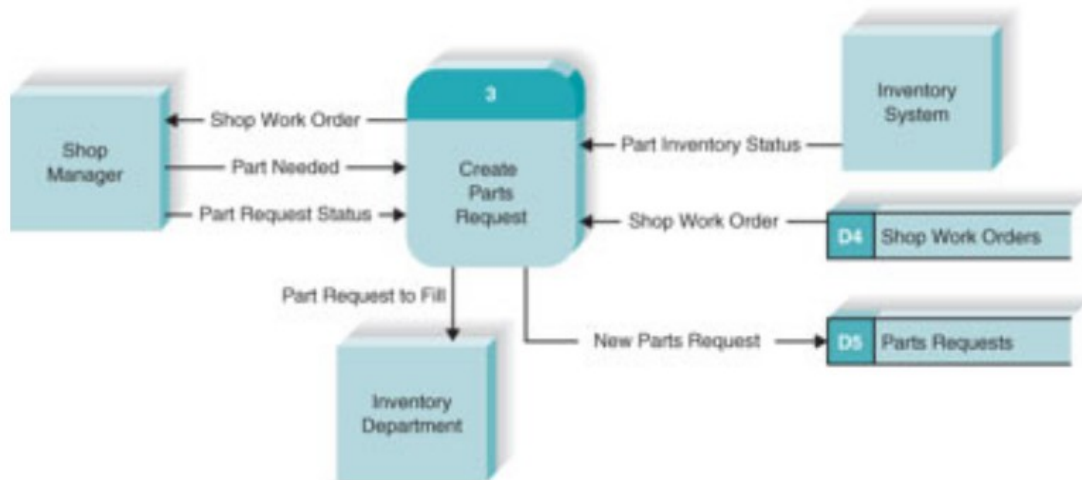 3
Inventory
System
Shop Work Order
Part Inventory Status
Shop
Manager
Part Needed
Create
Parts
Request
Part Request Status
Shop Work Order
D4 Shop Work Orders
Part Request to Fill
New Parts Request
D5 Parts Requests
Inventory
Department